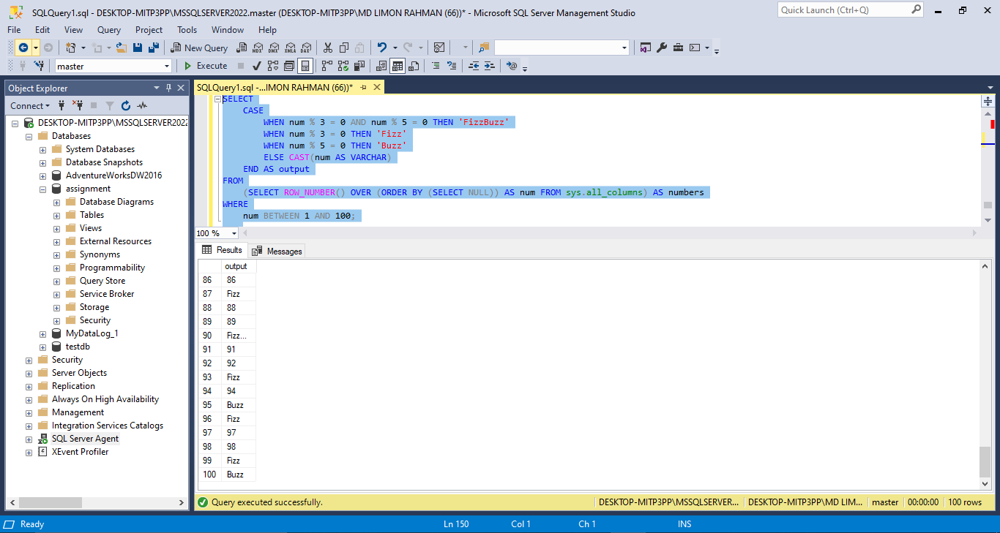 SQLQuery1.sql - DESKTOP-MITP3PP\MSSQLSERVER2022.master (DESKTOP-MITP3PP\MD LIMON RAHMAN (66))* - Microsoft SQL Server Management Studio
Quick Launch (Ctrl+Q)
File Edit View Query Project Tools Window Help
New Query MDX DMX XMLA DAX
master Execute
Object Explorer
Connect
DESKTOP-MITP3PP\MSSQLSERVER2022
Databases
System Databases
Database Snapshots
AdventureWorksDW2016
assignment
Database Diagrams
Tables
Views
External Resources
Synonyms
Programmability
Query Store
Service Broker
Storage
Security
MyDataLog_1
testdb
Security
Server Objects
Replication
Always On High Availability
Management
Integration Services Catalogs
SQL Server Agent
XEvent Profiler
SQLQuery1.sql -...IMON RAHMAN (66))*
SELECT
CASE
WHEN num % 3 = 0 AND num % 5 = 0 THEN 'FizzBuzz'
WHEN num % 3 = 0 THEN 'Fizz'
WHEN num % 5 = 0 THEN 'Buzz'
ELSE CAST(num AS VARCHAR)
END AS output
FROM
(SELECT ROW_NUMBER() OVER (ORDER BY (SELECT NULL)) AS num FROM sys.all_columns) AS numbers
WHERE
num BETWEEN 1 AND 100;
100 %
Results Messages
output
86 86
87 Fizz
88 88
89 89
90 Fizz...
91 91
92 92
93 Fizz
94 94
95 Buzz
96 Fizz
97 97
98 98
99 Fizz
100 Buzz
Query executed successfully. DESKTOP-MITP3PP\MSSQLSERVER... DESKTOP-MITP3PP\MD LIM... master 00:00:00 100 rows
Ready Ln 150 Col 1 Ch 1 INS